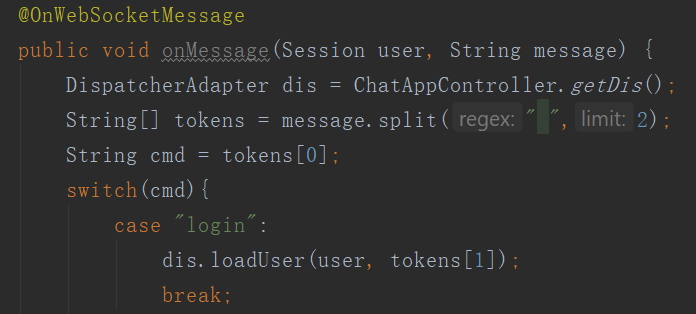 @OnWebSocketMessage
public void onMessage(Session user, String message) {
DispatcherAdapter dis = ChatAppController.getDis();
String[] tokens = message.split( regex: " ", limit: 2);
String cmd = tokens[0];
switch(cmd){
case "login":
dis.loadUser(user, tokens[1]);
break;